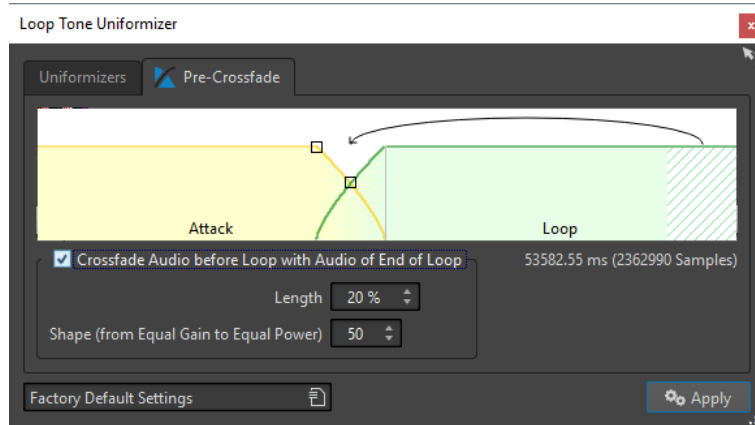 Loop Tone Uniformizer
x
Uniformizers
Pre-Crossfade
Attack
Loop
Crossfade Audio before Loop with Audio of End of Loop
53582.55 ms (2362990 Samples)
Length 20 %
Shape (from Equal Gain to Equal Power) 50
Factory Default Settings
Apply